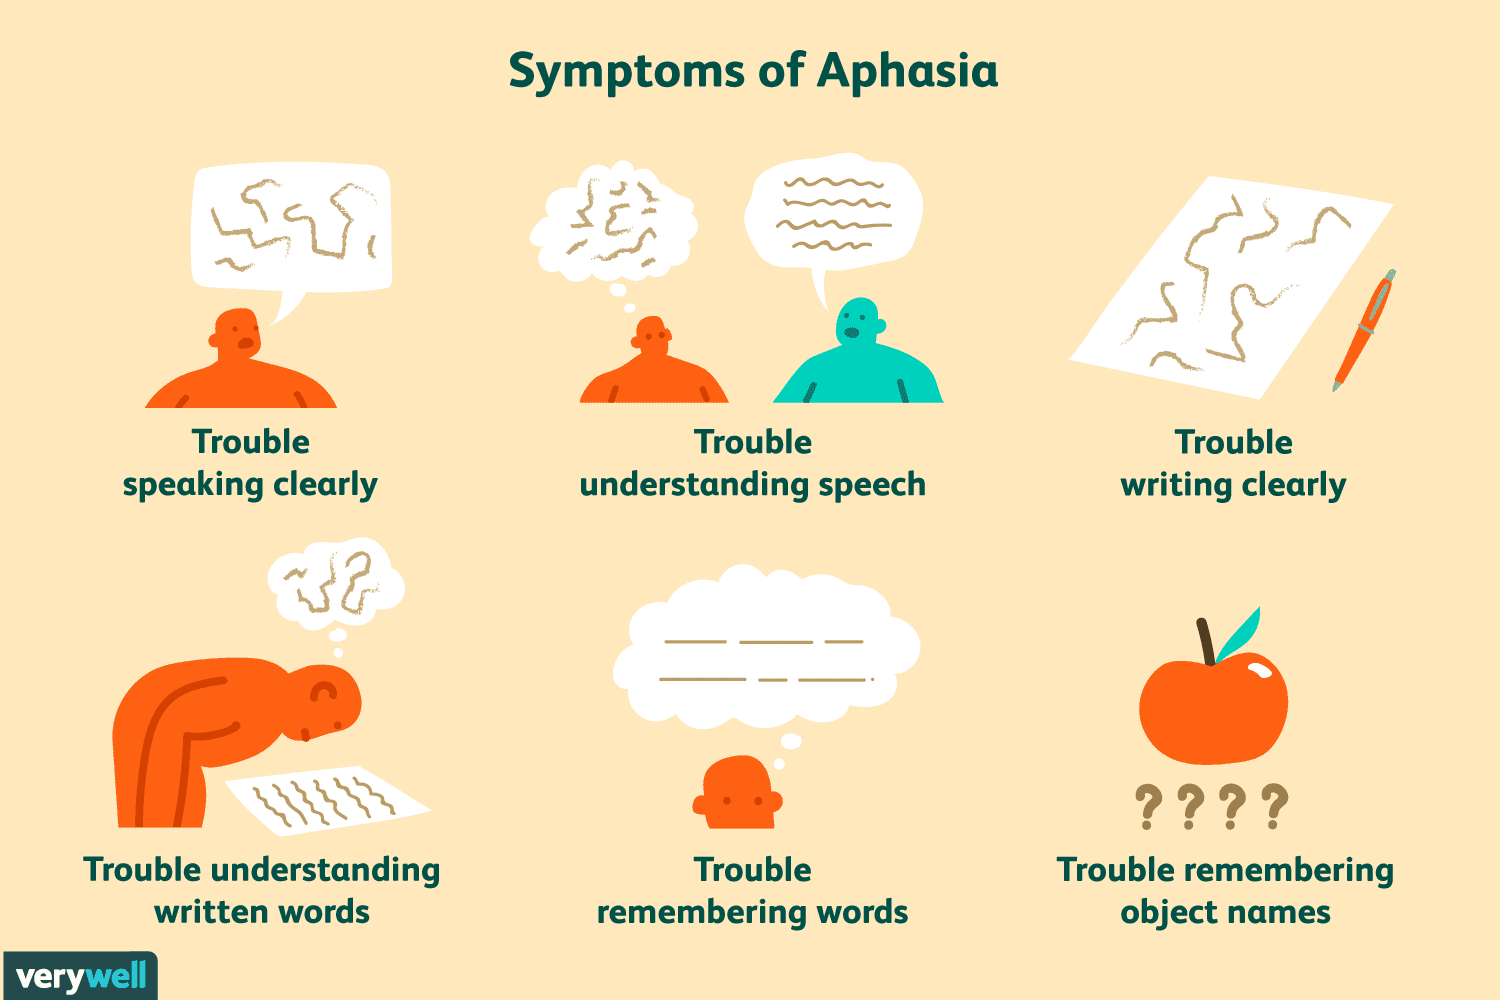 Symptoms of Aphasia
Trouble
speaking clearly
Trouble
understanding speech
Trouble
writing clearly
Trouble understanding
written words
Trouble
remembering words
Trouble remembering
object names
? ? ? ?
verywell